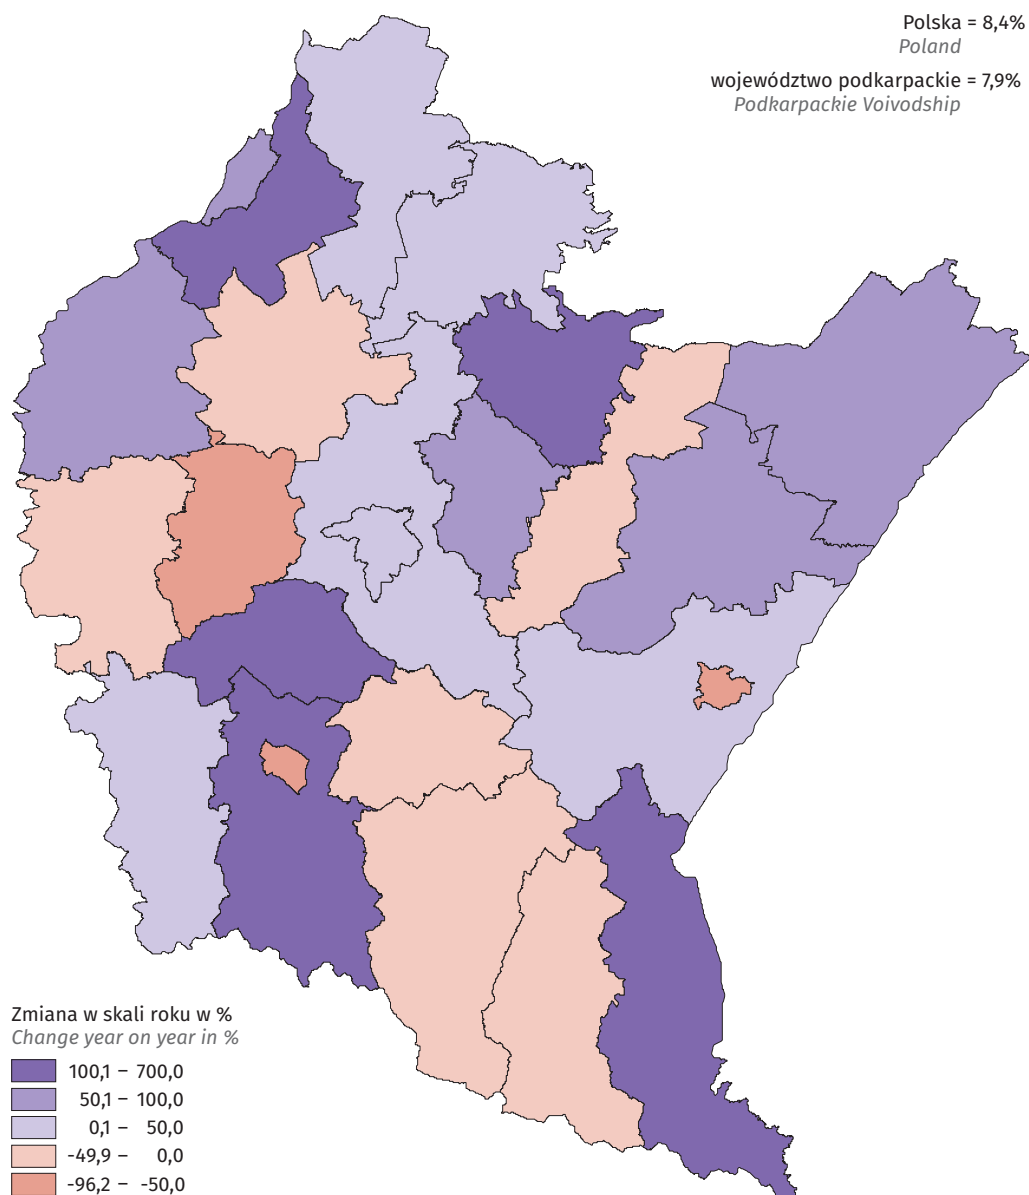 Polska = 8,4%
Poland
województwo podkarpackie = 7,9%
Podkarpackie Voivodship
Zmiana w skali roku w %
Change year on year in %
100,1 – 700,0
50,1 – 100,0
0,1 – 50,0
-49,9 – 0,0
-96,2 – -50,0